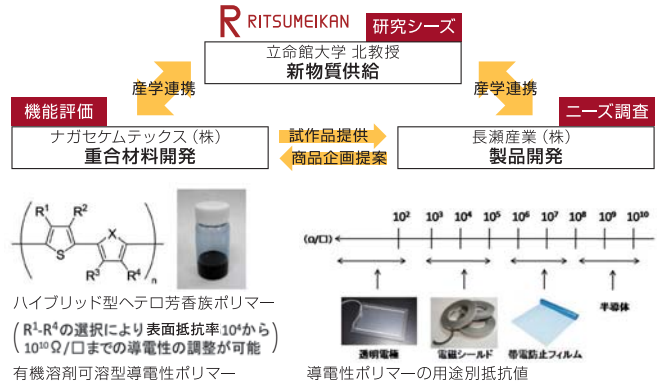 RITSUMEIKAN
研究シーズ
立命館大学 北教授
新物質供給
産学連携
産学連携
機能評価
ニーズ調査
ナガセケムテックス(株)
重合材料開発
試作品提供
商品企画提案
長瀬産業(株)
製品開発
R¹ R²
X
S
R³ R⁴
n
ハイブリッド型ヘテロ芳香族ポリマー
(R¹-R⁴の選択により表面抵抗率10⁴から
10¹⁰Ω/□までの導電性の調整が可能)
有機溶剤可溶型導電性ポリマー
10² 10³ 10⁴ 10⁵ 10⁶ 10⁷ 10⁸ 10⁹ 10¹⁰
(Ω/□)
半導体
透明電極 電磁シールド 帯電防止フィルム
導電性ポリマーの用途別抵抗値